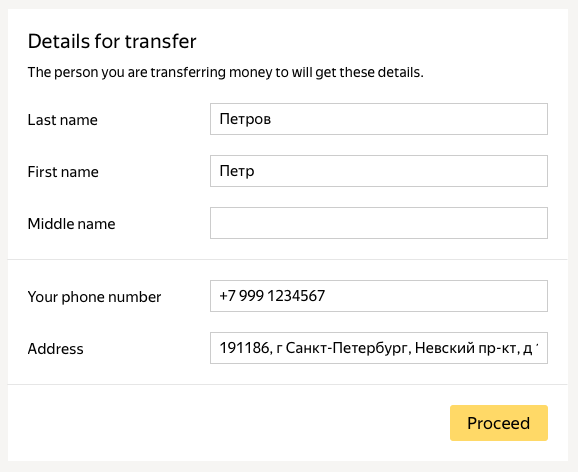 Details for transfer
The person you are transferring money to will get these details.
Last name Петров
First name Петр
Middle name
Your phone number +7 999 1234567
Address 191186, г Санкт-Петербург, Невский пр-кт, д
Proceed